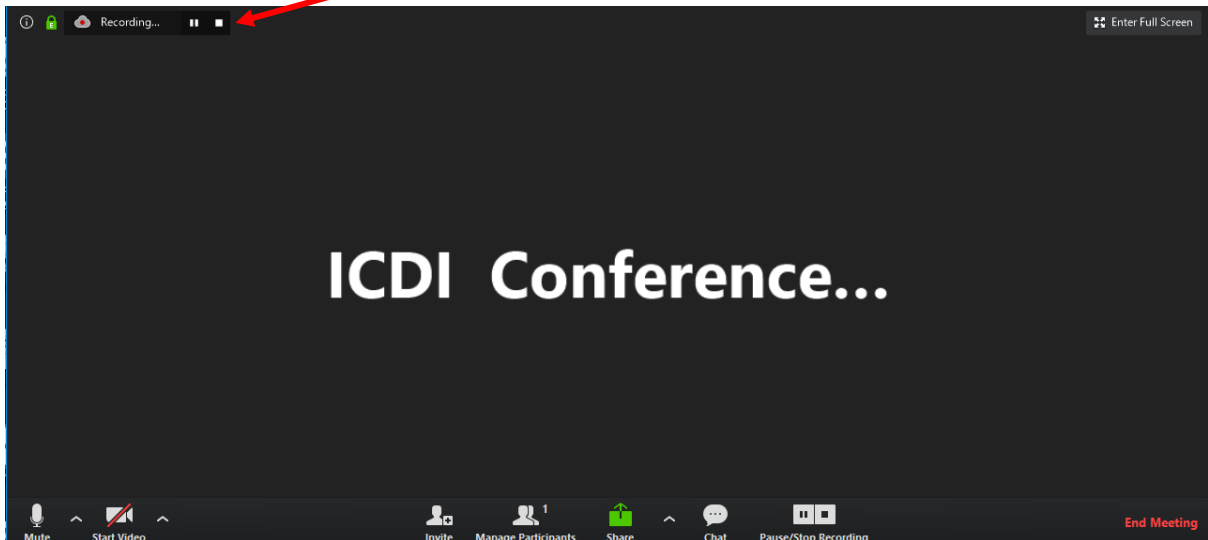 Recording...
Enter Full Screen
ICDI Conference...
Mute Start Video Invite Manage Participants 1 Share Chat Pause/Stop Recording End Meeting